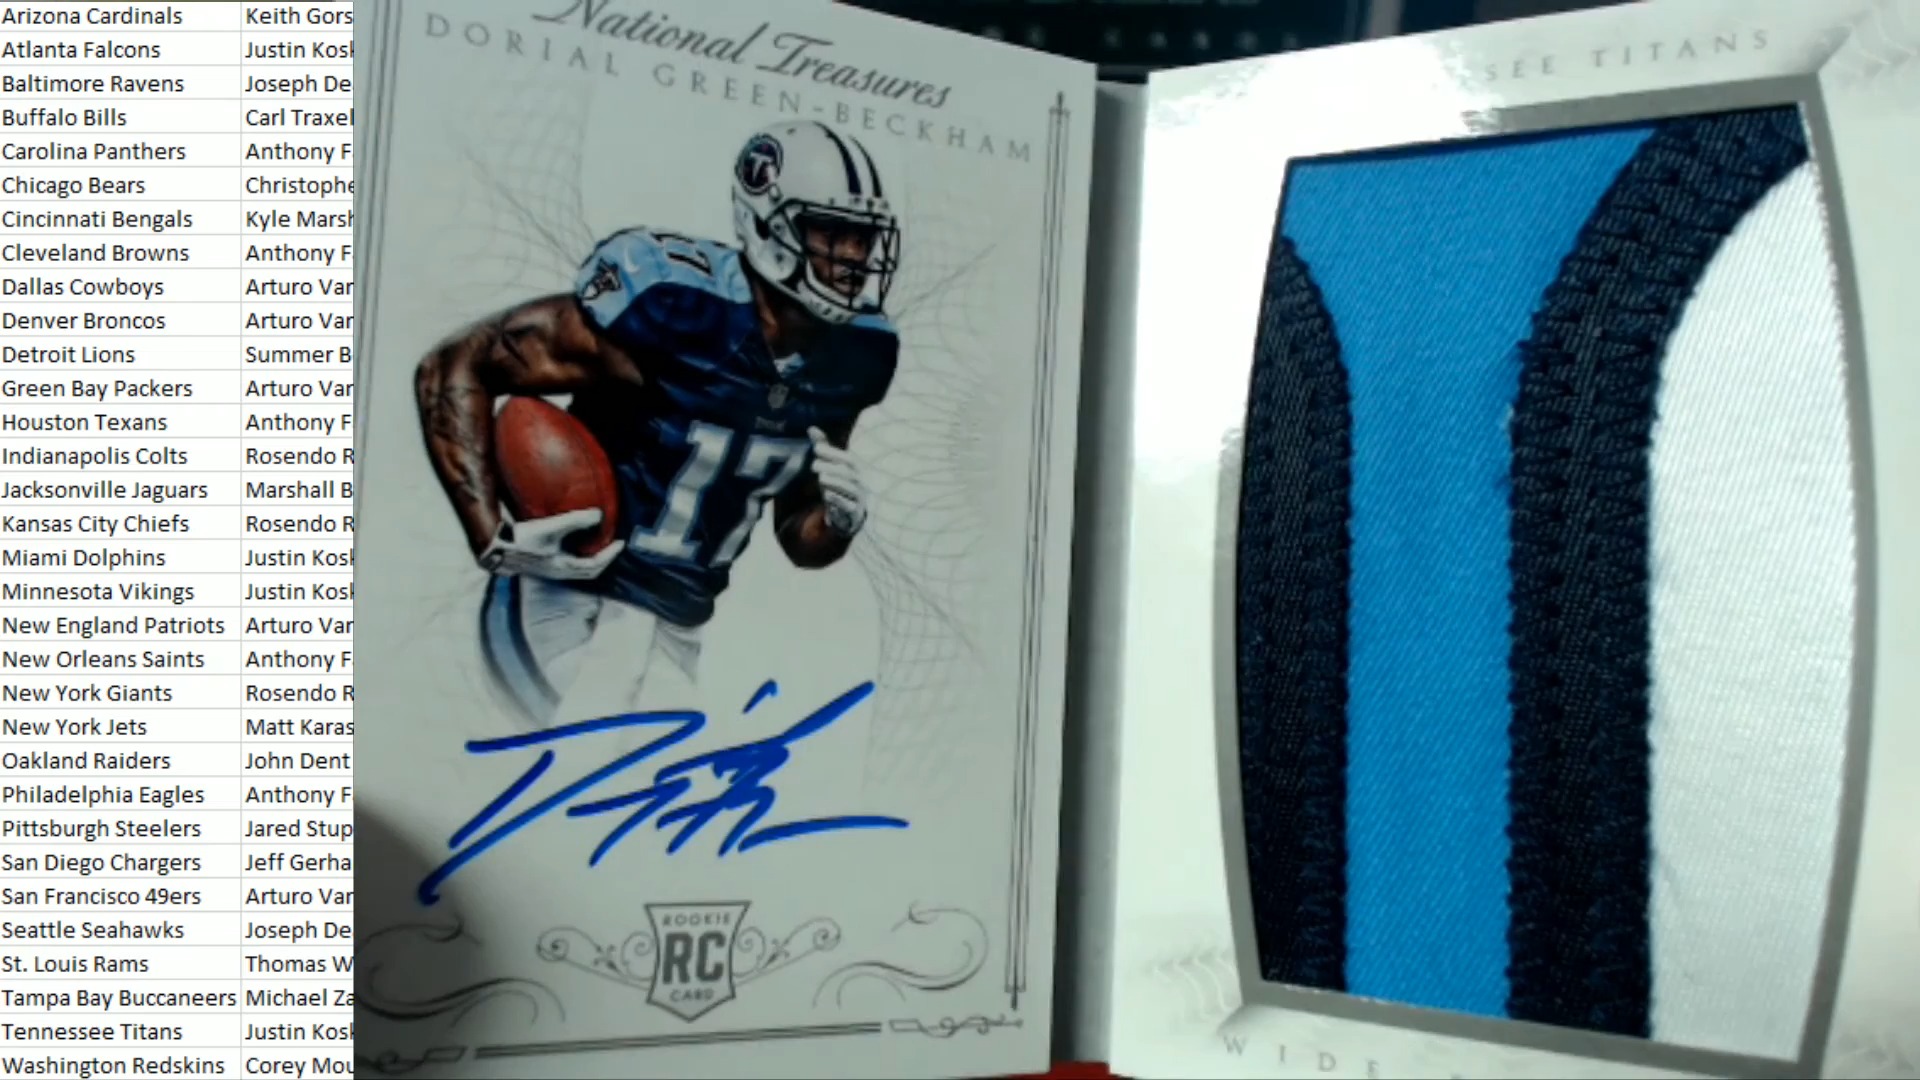 Arizona Cardinals Keith Gors
Atlanta Falcons Justin Kosk
Baltimore Ravens Joseph De
Buffalo Bills Carl Traxel
Carolina Panthers Anthony F
Chicago Bears Christophe
Cincinnati Bengals Kyle Marsh
Cleveland Browns Anthony F
Dallas Cowboys Arturo Var
Denver Broncos Arturo Var
Detroit Lions Summer B
Green Bay Packers Arturo Var
Houston Texans Anthony F
Indianapolis Colts Rosendo R
Jacksonville Jaguars Marshall B
Kansas City Chiefs Rosendo R
Miami Dolphins Justin Kosk
Minnesota Vikings Justin Kosk
New England Patriots Arturo Var
New Orleans Saints Anthony F
New York Giants Rosendo R
New York Jets Matt Karas
Oakland Raiders John Dent
Philadelphia Eagles Anthony F
Pittsburgh Steelers Jared Stup
San Diego Chargers Jeff Gerha
San Francisco 49ers Arturo Var
Seattle Seahawks Joseph De
St. Louis Rams Thomas W
Tampa Bay Buccaneers Michael Za
Tennessee Titans Justin Kosk
Washington Redskins Corey Mou
National Treasures
DORIAL GREEN-BECKHAM
17
17
ROOKIE
RC
CARD
SEE TITANS
WIDE